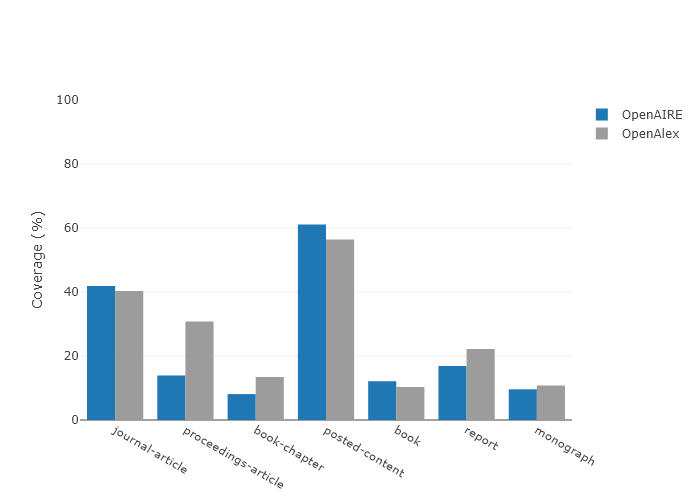 100
80
60
40
20
0
Coverage (%)
journal-article
proceedings-article
book-chapter
posted-content
book
report
monograph
OpenAIRE
OpenAlex